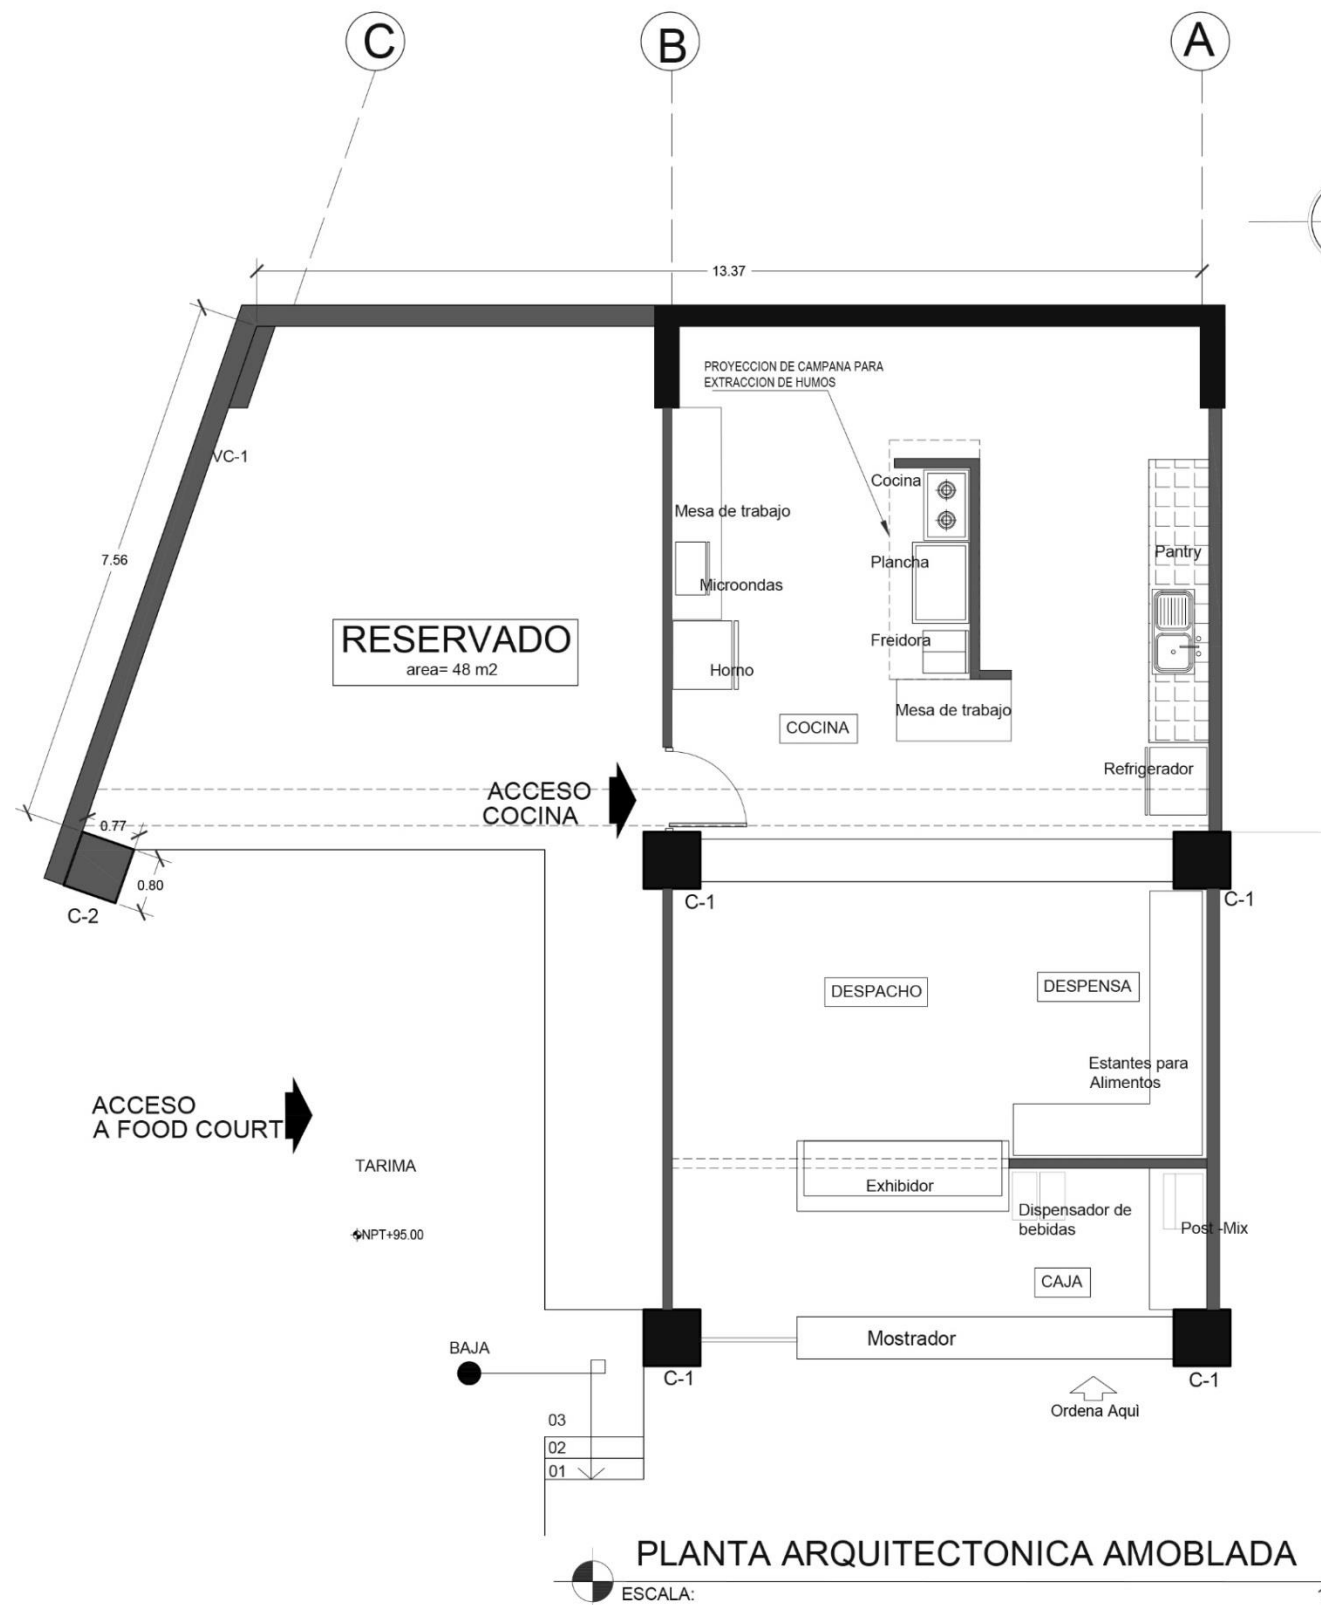 C
B
A
13.37
PROYECCION DE CAMPANA PARA
EXTRACCION DE HUMOS
VC-1
Cocina
Mesa de trabajo
7.56
Plancha
Pantry
Microondas
RESERVADO
area= 48 m2
Freidora
Horno
Mesa de trabajo
COCINA
Refrigerador
ACCESO
COCINA
0.77
0.80
C-2
C-1
C-1
DESPACHO
DESPENSA
Estantes para
Alimentos
ACCESO
A FOOD COURT
TARIMA
Exhibidor
Dispensador de
bebidas
Post -Mix
NPT+95.00
CAJA
Mostrador
BAJA
C-1
C-1
Ordena Aquì
03
02
01
PLANTA ARQUITECTONICA AMOBLADA
ESCALA: